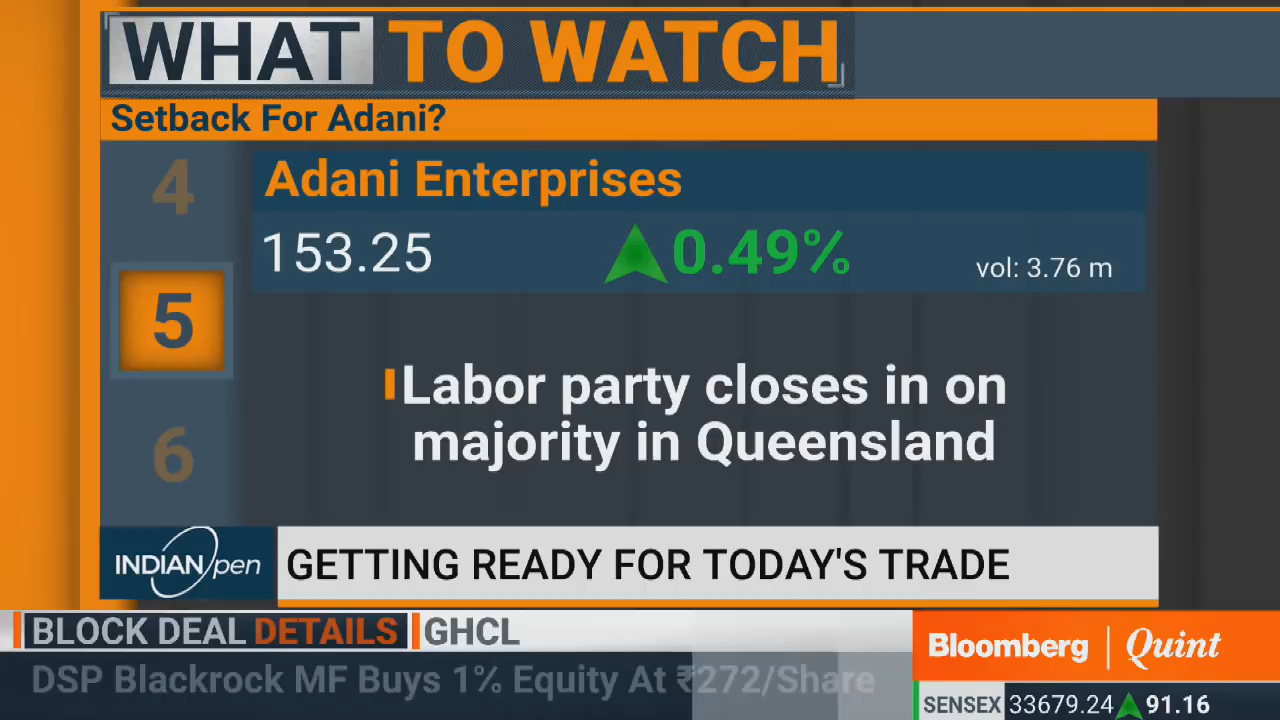 WHAT TO WATCH
Setback For Adani?
4
Adani Enterprises
153.25 0.49% vol: 3.76 m
5
Labor party closes in on
majority in Queensland
6
INDIAN Open GETTING READY FOR TODAY'S TRADE
BLOCK DEAL DETAILS GHCL
DSP Blackrock MF Buys 1% Equity At ₹272/Share
Bloomberg | Quint
SENSEX 33679.24 91.16